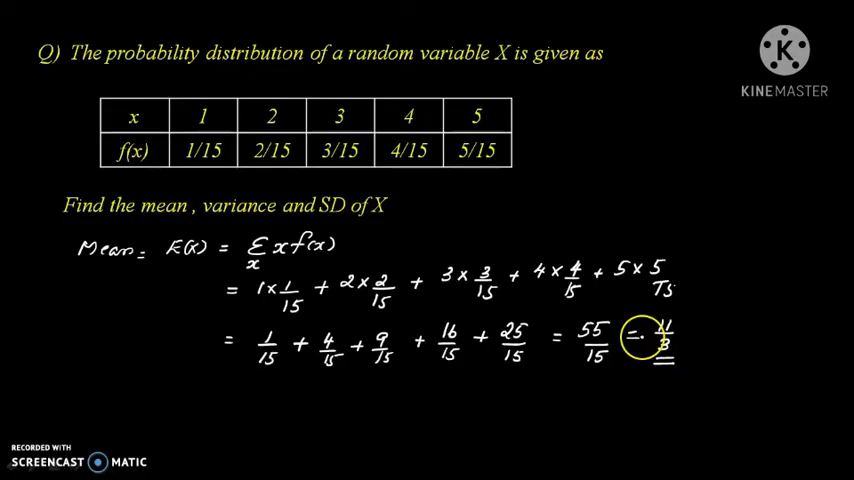 Q) The probability distribution of a random variable X is given as
K
KINEMASTER
x 1 2 3 4 5
f(x) 1/15 2/15 3/15 4/15 5/15
Find the mean , variance and SD of X
Mean = E(X) = Σx x f(x)
= 1 × 1/15 + 2 × 2/15 + 3 × 3/15 + 4 × 4/15 + 5 × 5/15
= 1/15 + 4/15 + 9/15 + 16/15 + 25/15 = 55/15 = 11/3
RECORDED WITH
SCREENCAST MATIC